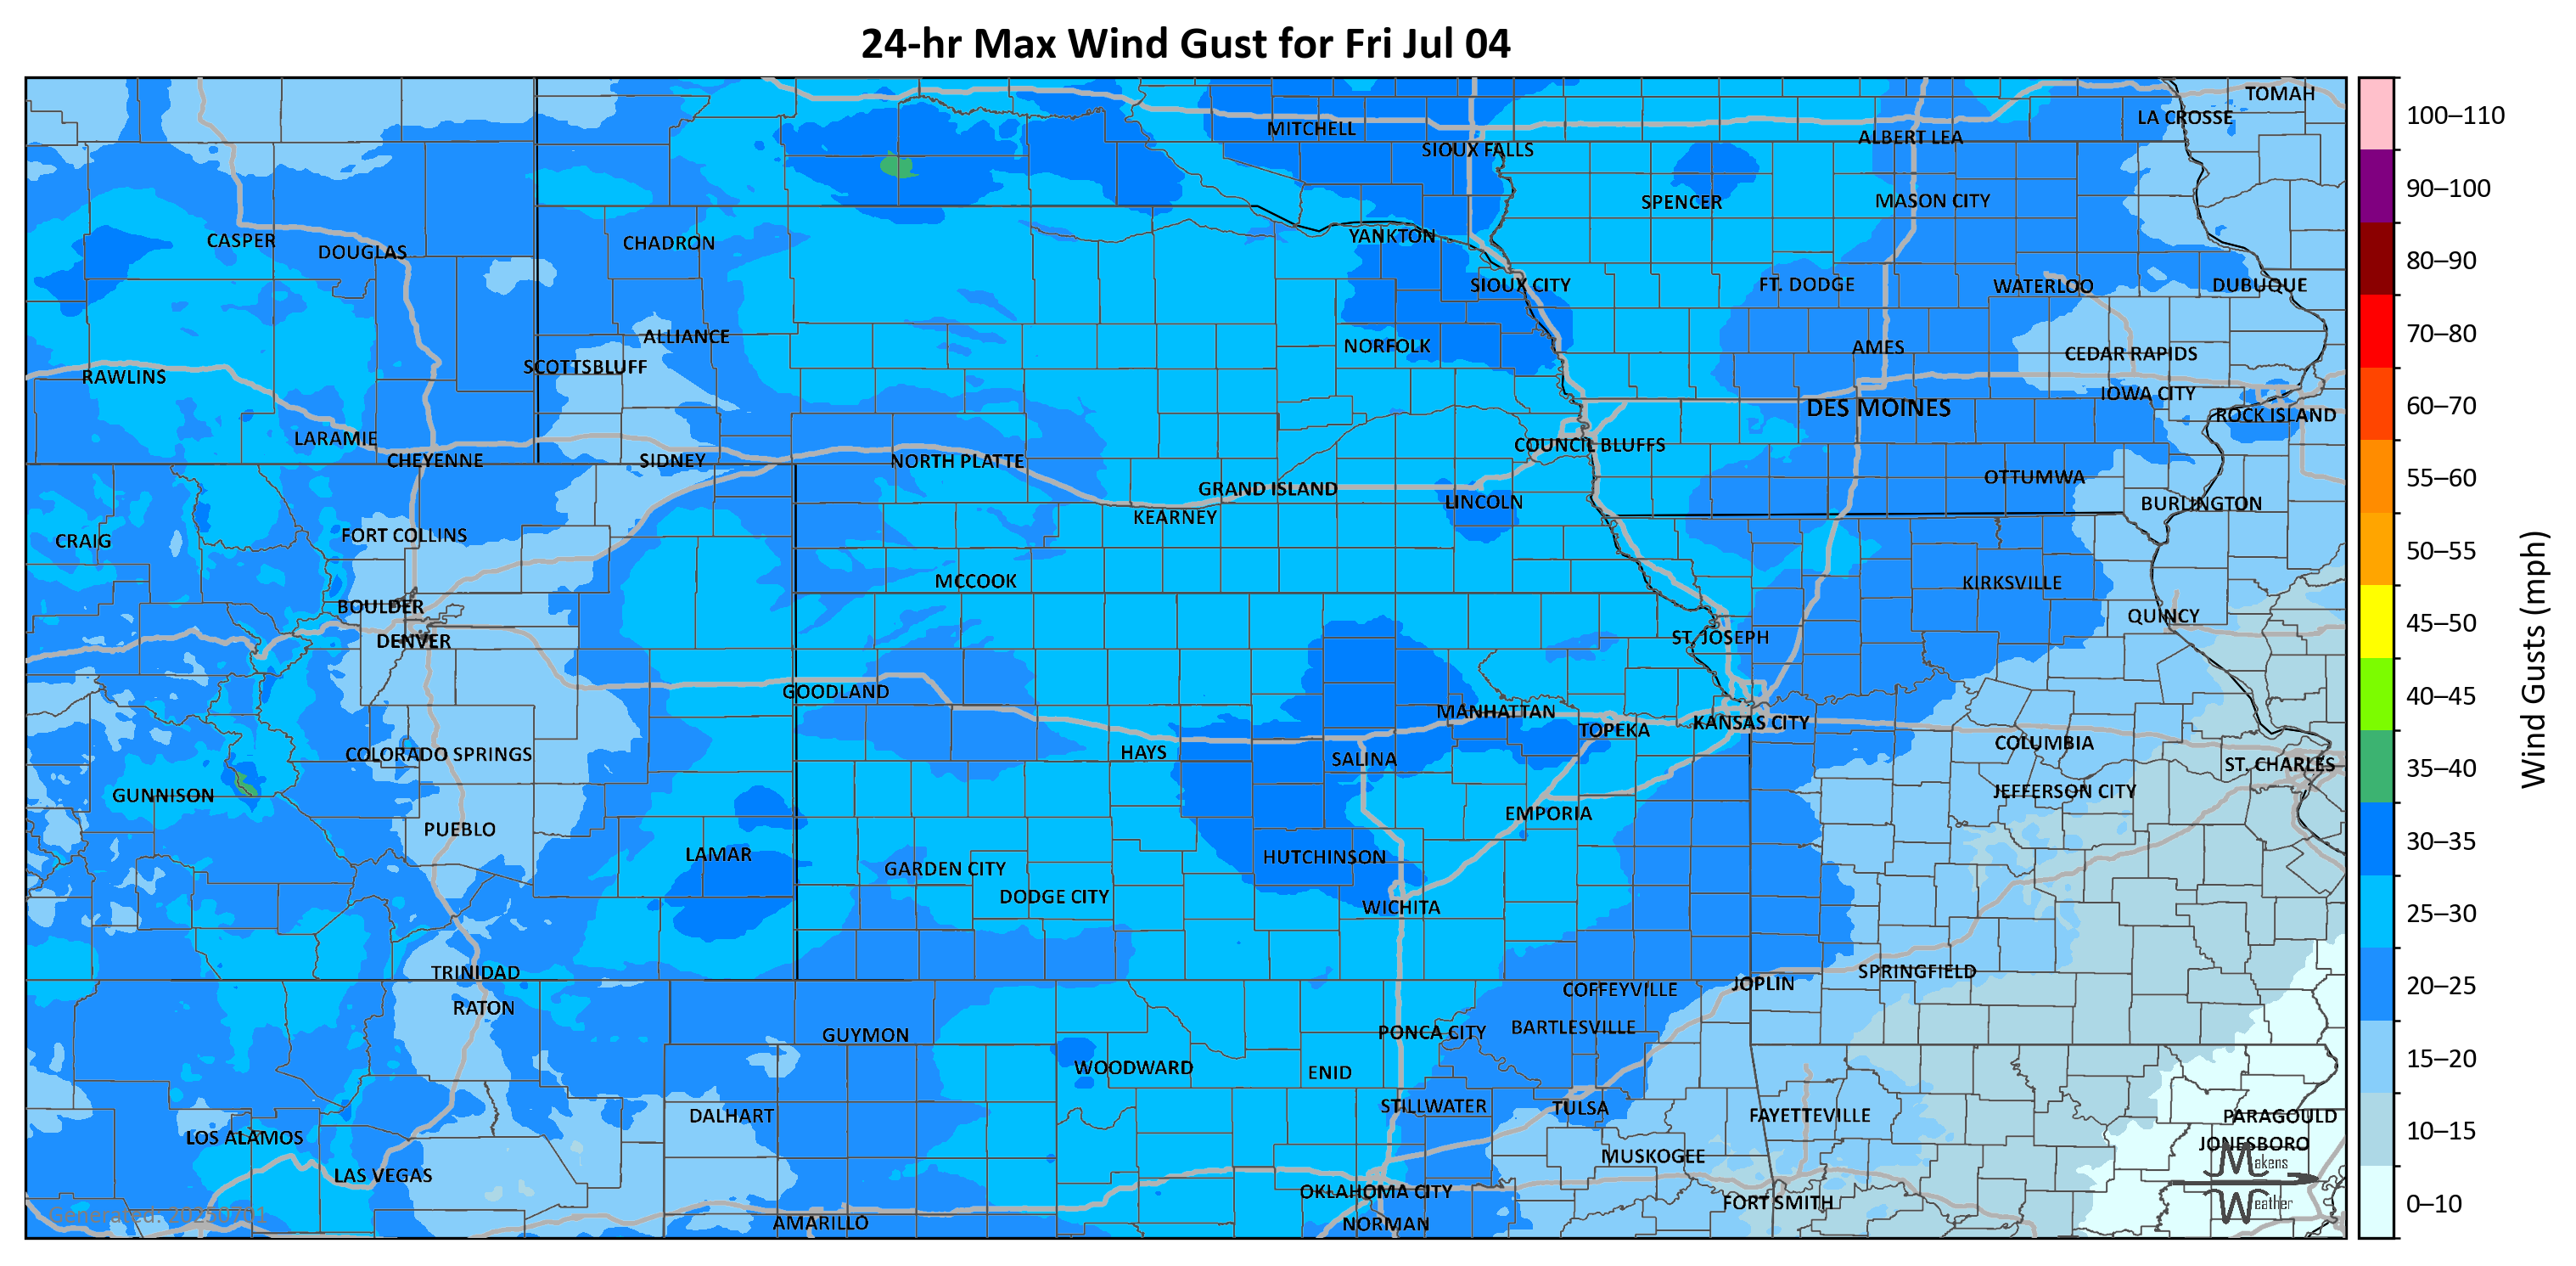 24-hr Max Wind Gust for Fri Jul 04
TOMAH
LA CROSSE
MITCHELL
ALBERT LEA
SIOUX FALLS
SPENCER
MASON CITY
CASPER
DOUGLAS
CHADRON
YANKTON
SIOUX CITY
FT. DODGE
WATERLOO
DUBUQUE
ALLIANCE
NORFOLK
AMES
CEDAR RAPIDS
SCOTTSBLUFF
RAWLINS
IOWA CITY
DES MOINES
ROCK ISLAND
LARAMIE
COUNCIL BLUFFS
CHEYENNE
SIDNEY
NORTH PLATTE
OTTUMWA
GRAND ISLAND
LINCOLN
BURLINGTON
KEARNEY
FORT COLLINS
CRAIG
MCCOOK
KIRKSVILLE
BOULDER
QUINCY
DENVER
ST. JOSEPH
GOODLAND
MANHATTAN
KANSAS CITY
TOPEKA
COLUMBIA
HAYS
COLORADO SPRINGS
SALINA
ST. CHARLES
JEFFERSON CITY
GUNNISON
EMPORIA
PUEBLO
LAMAR
HUTCHINSON
GARDEN CITY
DODGE CITY
WICHITA
TRINIDAD
SPRINGFIELD
JOPLIN
COFFEYVILLE
RATON
BARTLESVILLE
PONCA CITY
GUYMON
WOODWARD
ENID
STILLWATER
TULSA
DALHART
FAYETTEVILLE
PARAGOULD
LOS ALAMOS
JONESBORO
MUSKOGEE
LAS VEGAS
OKLAHOMA CITY
FORT SMITH
NORMAN
AMARILLO
Generated: 20250701
Makens
Weather
100–110
90–100
80–90
70–80
60–70
55–60
50–55
45–50
40–45
35–40
30–35
25–30
20–25
15–20
10–15
0–10
Wind Gusts (mph)